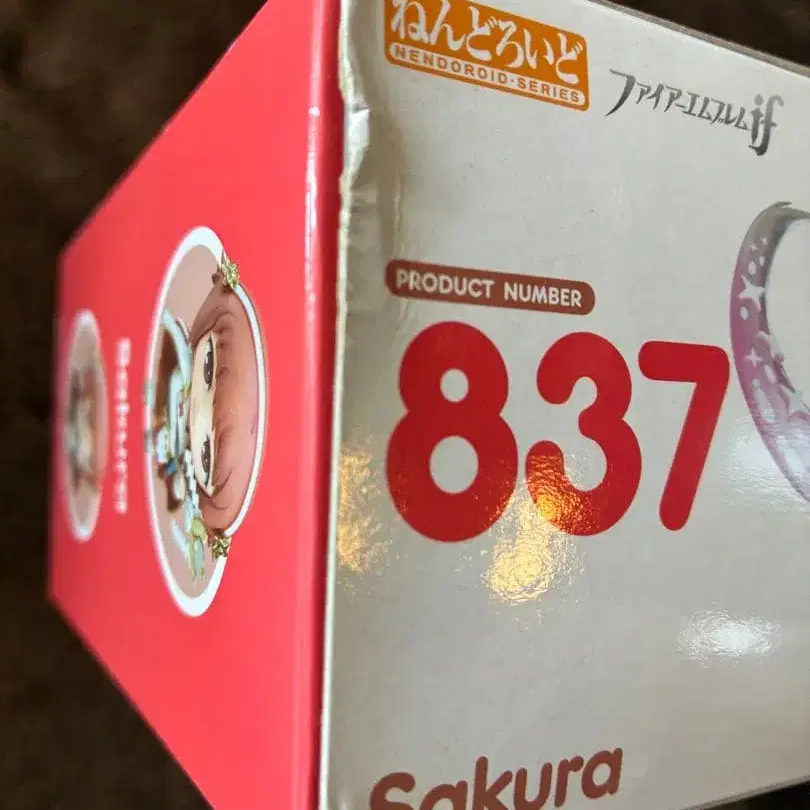 ねんどろいど
NENDOROID·SERIES
ファイアーエムブレムif
PRODUCT NUMBER
837
Sakura
Sakura